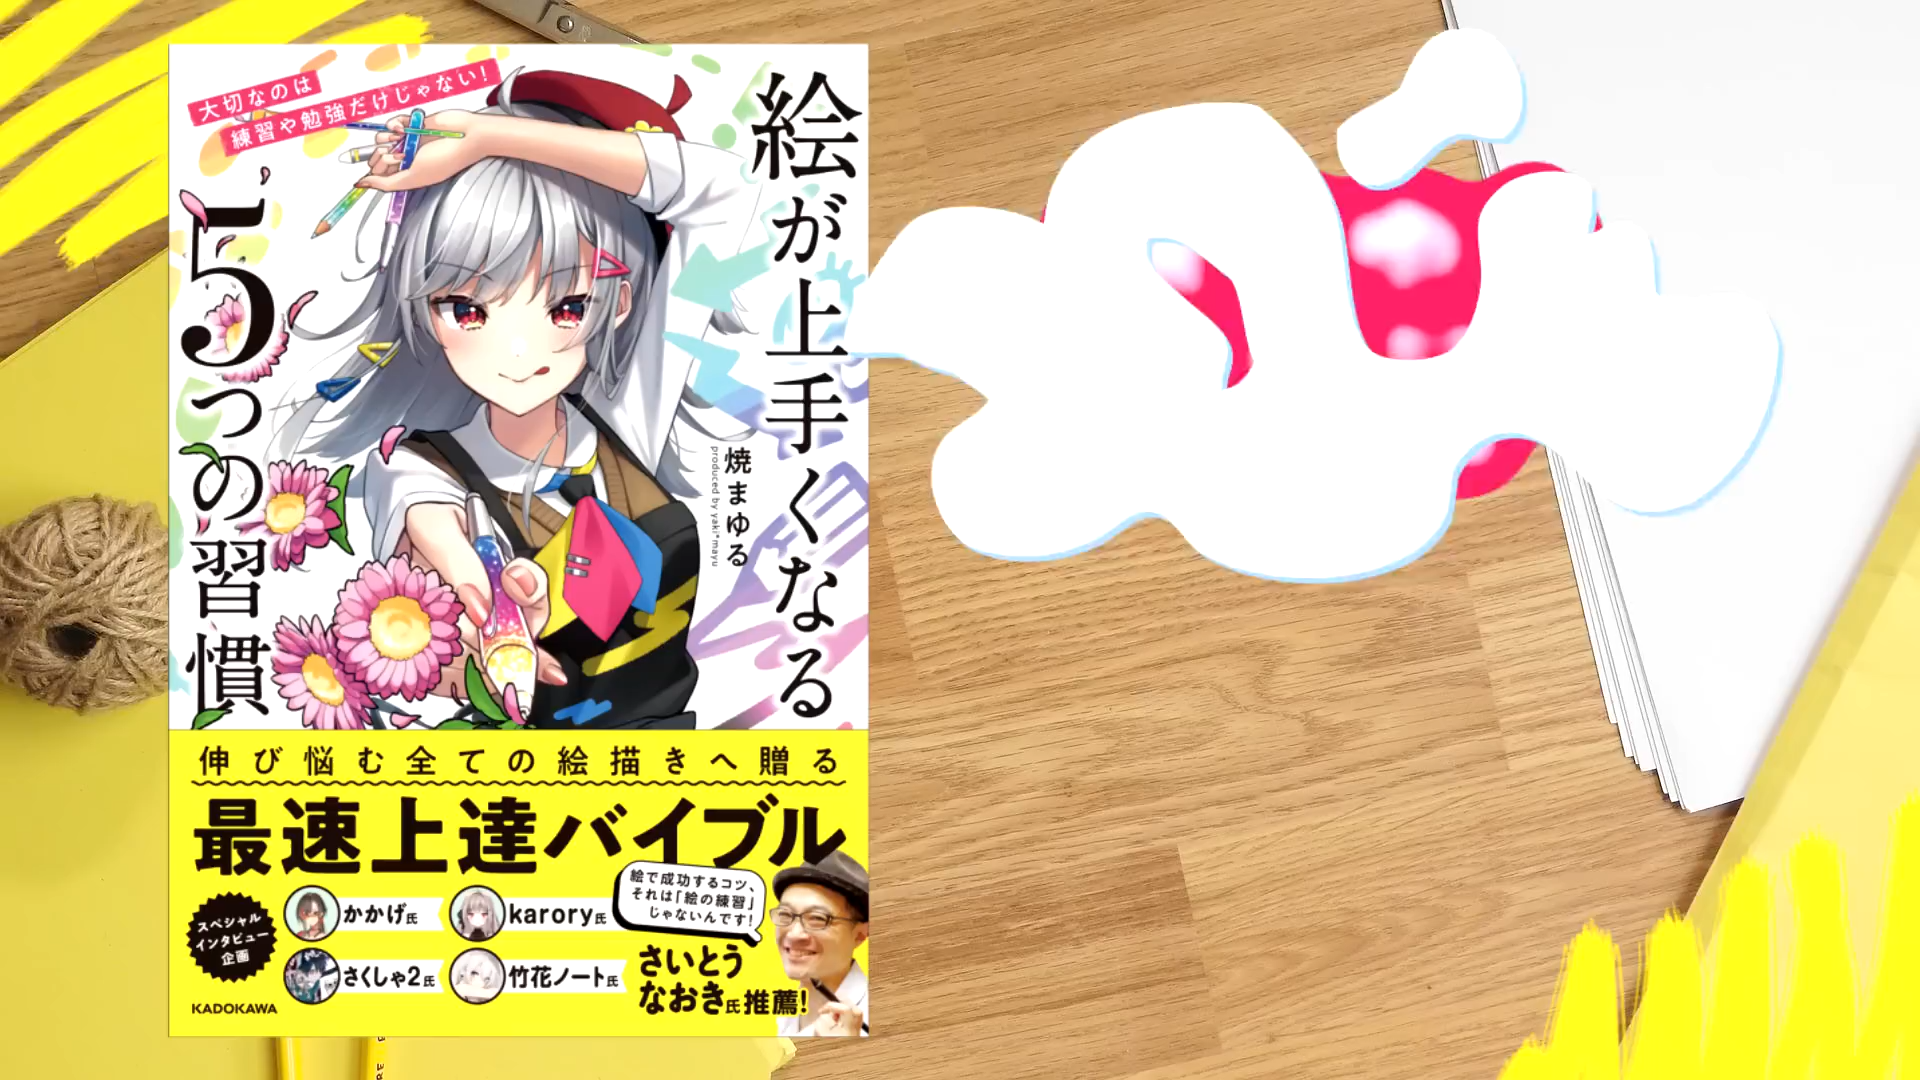 大切なのは
練習や勉強だけじゃない!
絵が上手くなる
5つの習慣
焼まゆる
produced by yaki*mayu
伸び悩む全ての絵描きへ贈る
最速上達バイブル
スペシャル
インタビュー
企画
かかげ氏
karory氏
さくしゃ2氏
竹花ノート氏
絵で成功するコツ、
それは「絵の練習」
じゃないんです!
さいとう
なおき氏推薦!
KADOKAWA